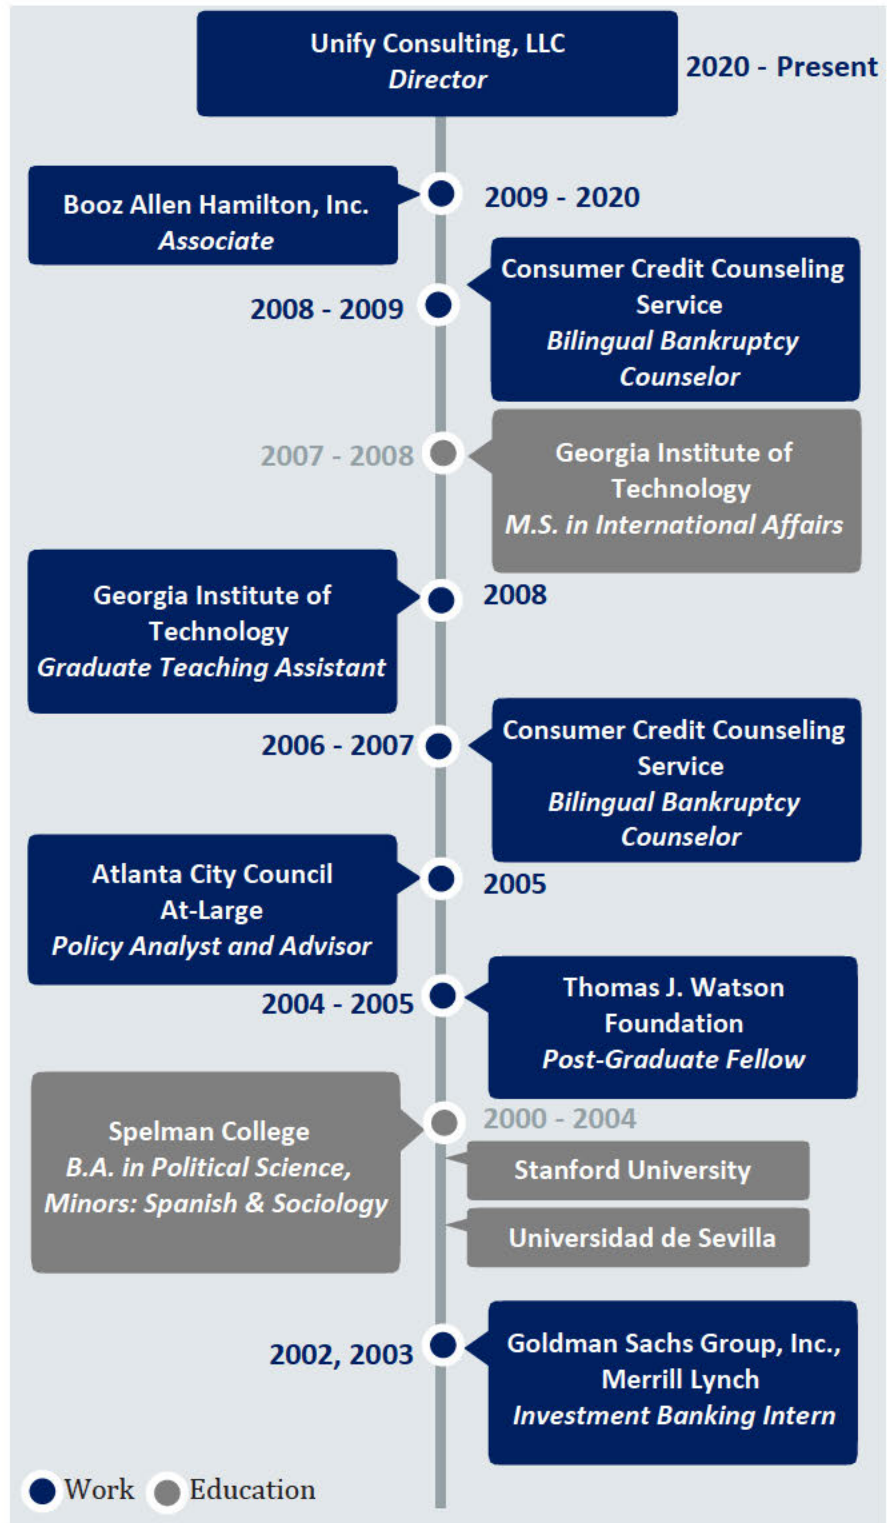 Unify Consulting, LLC
Director
2020 - Present
Booz Allen Hamilton, Inc.
Associate
2009 - 2020
Consumer Credit Counseling
Service
Bilingual Bankruptcy
Counselor
2008 - 2009
2007 - 2008
Georgia Institute of
Technology
M.S. in International Affairs
Georgia Institute of
Technology
Graduate Teaching Assistant
2008
2006 - 2007
Consumer Credit Counseling
Service
Bilingual Bankruptcy
Counselor
Atlanta City Council
At-Large
Policy Analyst and Advisor
2005
2004 - 2005
Thomas J. Watson
Foundation
Post-Graduate Fellow
Spelman College
B.A. in Political Science,
Minors: Spanish & Sociology
2000 - 2004
Stanford University
Universidad de Sevilla
2002, 2003
Goldman Sachs Group, Inc.,
Merrill Lynch
Investment Banking Intern
Work
Education